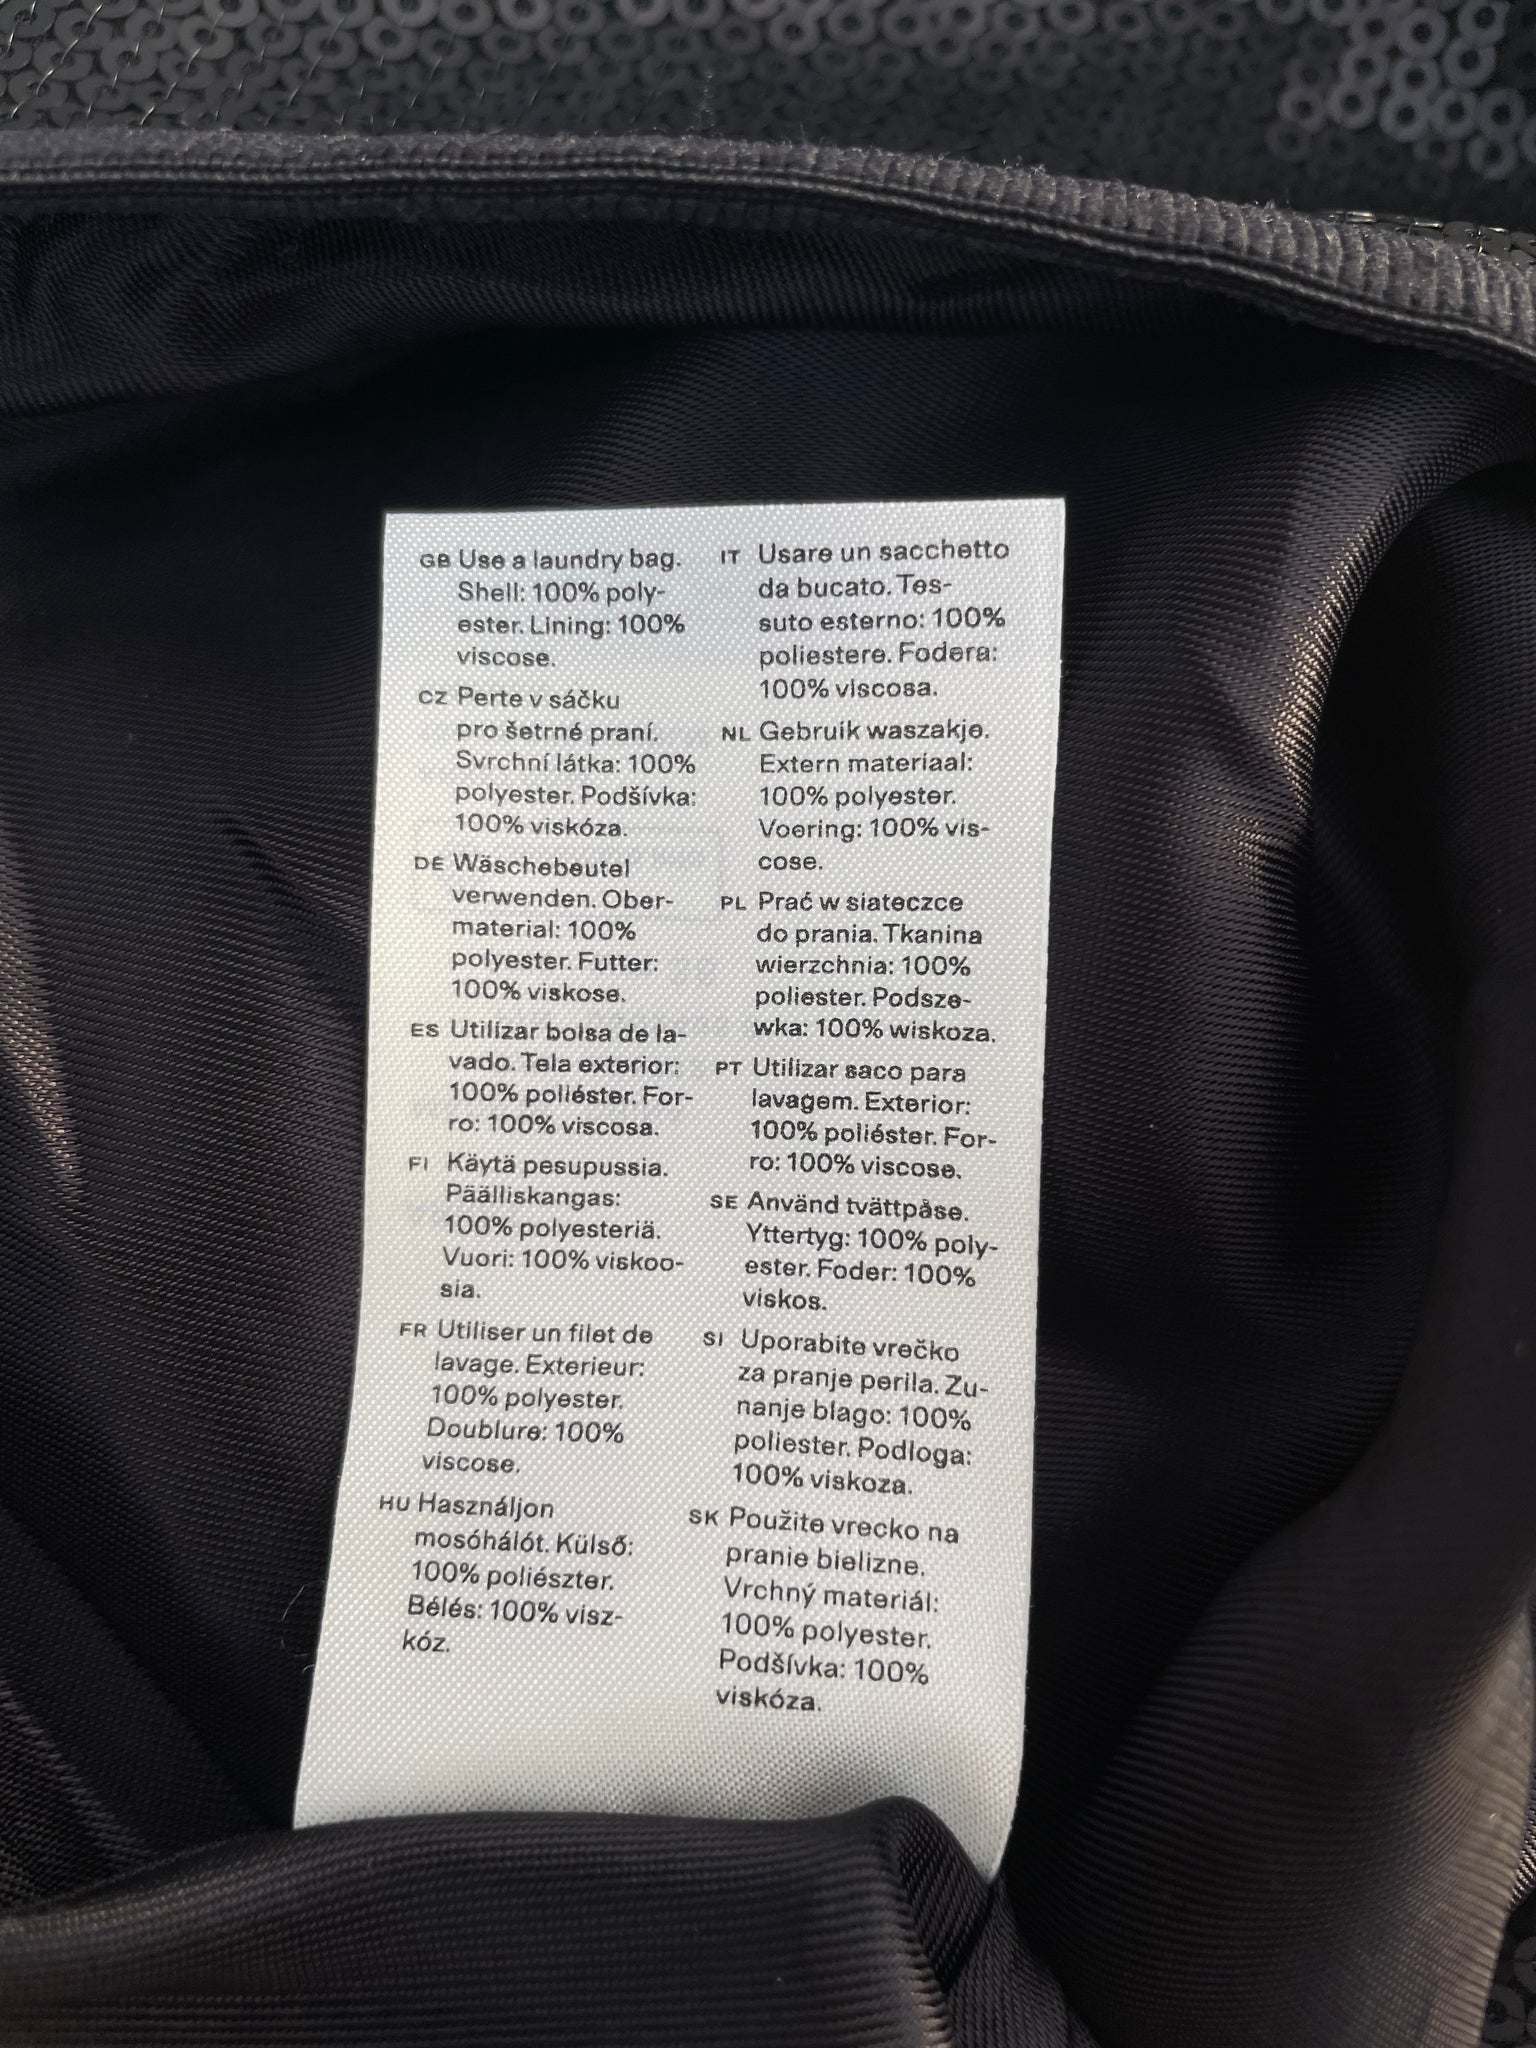 GB Use a laundry bag.
Shell: 100% poly-
ester. Lining: 100%
viscose.
CZ Perte v sáčku
pro šetrné praní.
Svrchní látka: 100%
polyester. Podšívka:
100% viskóza.
DE Wäschebeutel
verwenden. Ober-
material: 100%
polyester. Futter:
100% viskose.
ES Utilizar bolsa de la-
vado. Tela exterior:
100% poliéster. For-
ro: 100% viscosa.
FI Käytä pesupussia.
Päälliskangas:
100% polyesteriä.
Vuori: 100% viskoo-
sia.
FR Utiliser un filet de
lavage. Exterieur:
100% polyester.
Doublure: 100%
viscose.
HU Használjon
mosóhálót. Külső:
100% poliészter.
Bélés: 100% visz-
kóz.
IT Usare un sacchetto
da bucato. Tes-
suto esterno: 100%
poliestere. Fodera:
100% viscosa.
NL Gebruik waszakje.
Extern materiaal:
100% polyester.
Voering: 100% vis-
cose.
PL Prać w siateczce
do prania. Tkanina
wierzchnia: 100%
poliester. Podsze-
wka: 100% wiskoza.
PT Utilizar saco para
lavagem. Exterior:
100% poliéster. For-
ro: 100% viscose.
SE Använd tvättpåse.
Yttertyg: 100% poly-
ester. Foder: 100%
viskos.
SI Uporabite vrečko
za pranje perila. Zu-
nanje blago: 100%
poliester. Podloga:
100% viskoza.
SK Použite vrecko na
pranie bielizne.
Vrchný materiál:
100% polyester.
Podšívka: 100%
viskóza.